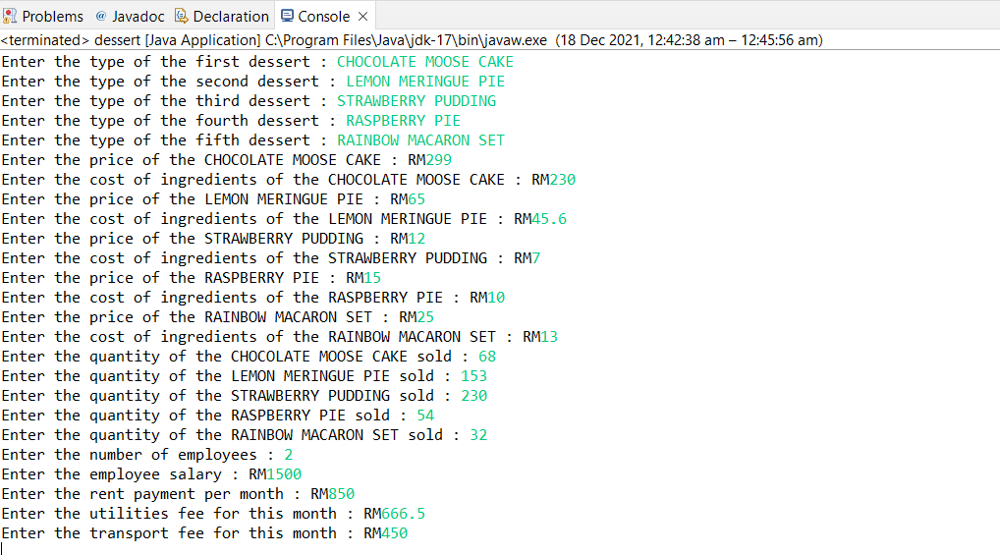 Problems @ Javadoc Declaration Console
<terminated> dessert [Java Application] C:\Program Files\Java\jdk-17\bin\javaw.exe (18 Dec 2021, 12:42:38 am – 12:45:56 am)
Enter the type of the first dessert : CHOCOLATE MOOSE CAKE
Enter the type of the second dessert : LEMON MERINGUE PIE
Enter the type of the third dessert : STRAWBERRY PUDDING
Enter the type of the fourth dessert : RASPBERRY PIE
Enter the type of the fifth dessert : RAINBOW MACARON SET
Enter the price of the CHOCOLATE MOOSE CAKE : RM299
Enter the cost of ingredients of the CHOCOLATE MOOSE CAKE : RM230
Enter the price of the LEMON MERINGUE PIE : RM65
Enter the cost of ingredients of the LEMON MERINGUE PIE : RM45.6
Enter the price of the STRAWBERRY PUDDING : RM12
Enter the cost of ingredients of the STRAWBERRY PUDDING : RM7
Enter the price of the RASPBERRY PIE : RM15
Enter the cost of ingredients of the RASPBERRY PIE : RM10
Enter the price of the RAINBOW MACARON SET : RM25
Enter the cost of ingredients of the RAINBOW MACARON SET : RM13
Enter the quantity of the CHOCOLATE MOOSE CAKE sold : 68
Enter the quantity of the LEMON MERINGUE PIE sold : 153
Enter the quantity of the STRAWBERRY PUDDING sold : 230
Enter the quantity of the RASPBERRY PIE sold : 54
Enter the quantity of the RAINBOW MACARON SET sold : 32
Enter the number of employees : 2
Enter the employee salary : RM1500
Enter the rent payment per month : RM850
Enter the utilities fee for this month : RM666.5
Enter the transport fee for this month : RM450